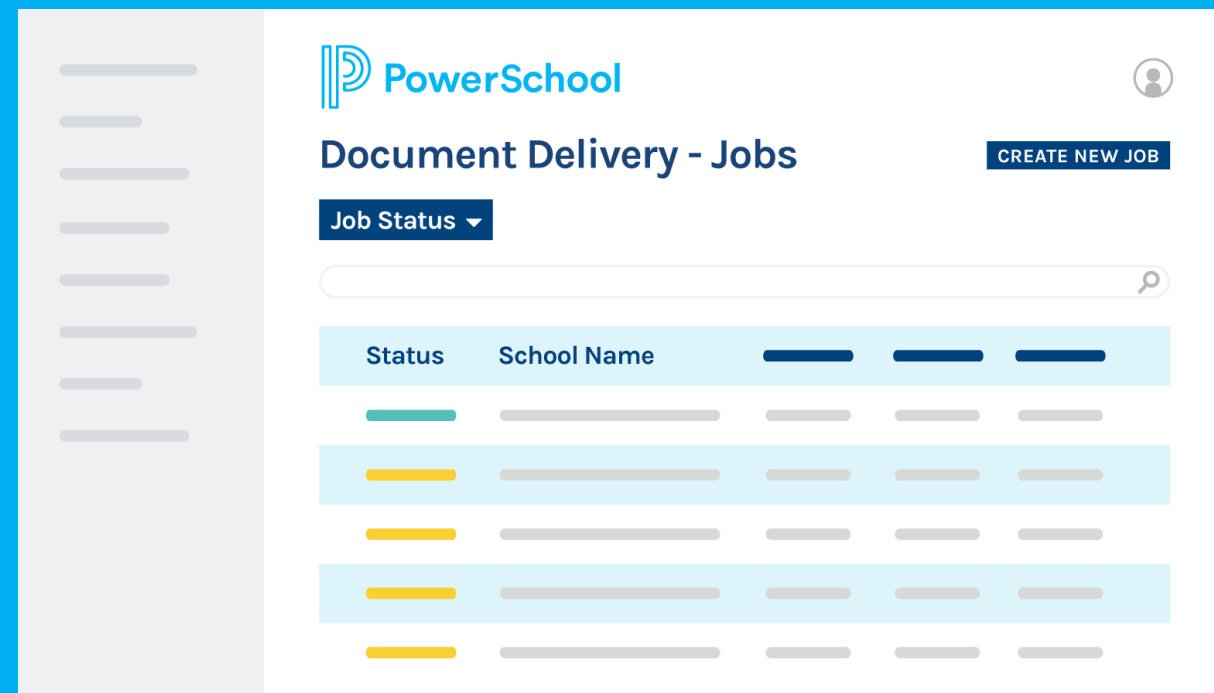 PowerSchool
Document Delivery - Jobs
CREATE NEW JOB
Job Status
Status School Name